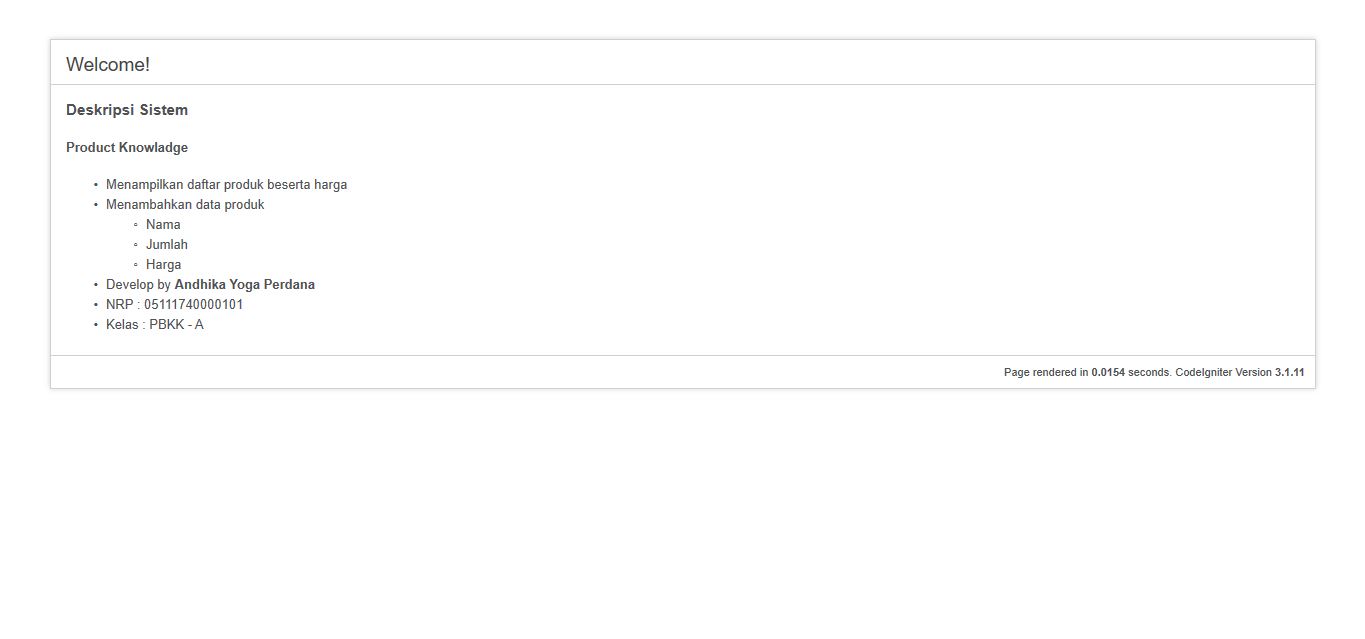 Welcome!
Deskripsi Sistem
Product Knowladge
• Menampilkan daftar produk beserta harga
• Menambahkan data produk
◦ Nama
◦ Jumlah
◦ Harga
• Develop by Andhika Yoga Perdana
• NRP : 05111740000101
• Kelas : PBKK - A
Page rendered in 0.0154 seconds. CodeIgniter Version 3.1.11